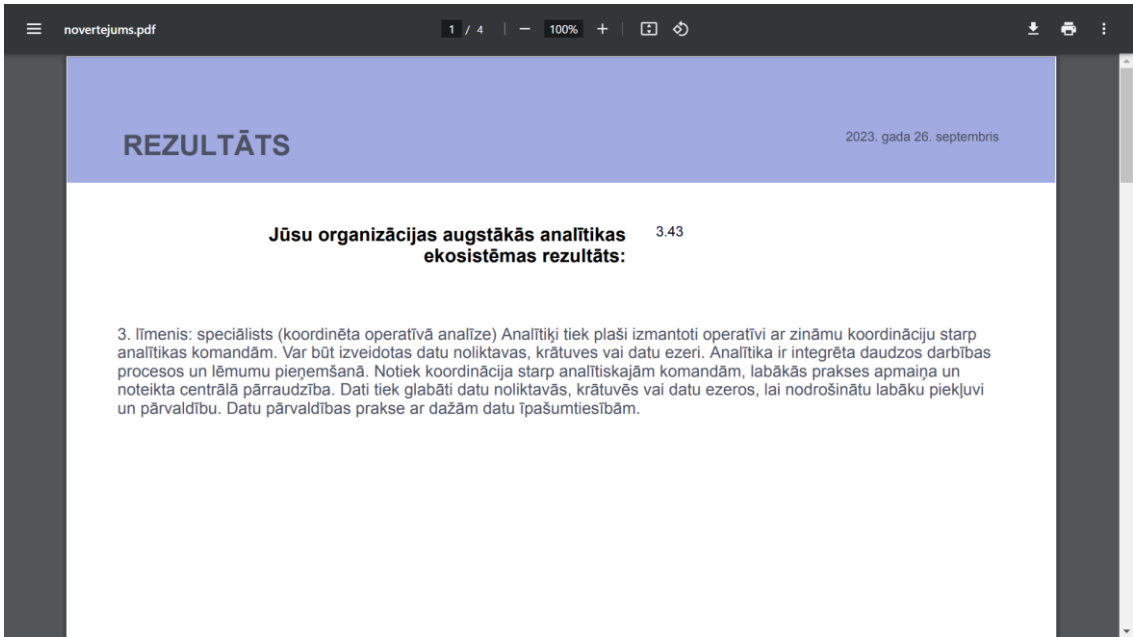 novertejums.pdf
1 / 4
100%
REZULTĀTS
2023. gada 26. septembris
Jūsu organizācijas augstākās analītikas 3.43
ekosistēmas rezultāts:
3. līmenis: speciālists (koordinēta operatīvā analīze) Analītiķi tiek plaši izmantoti operatīvi ar zināmu koordināciju starp
analītikas komandām. Var būt izveidotas datu noliktavas, krātuves vai datu ezeri. Analītika ir integrēta daudzos darbības
procesos un lēmumu pieņemšanā. Notiek koordinācija starp analītiskajām komandām, labākās prakses apmaiņa un
noteikta centrālā pārraudzība. Dati tiek glabāti datu noliktavās, krātuvēs vai datu ezeros, lai nodrošinātu labāku piekļuvi
un pārvaldību. Datu pārvaldības prakse ar dažām datu īpašumtiesībām.